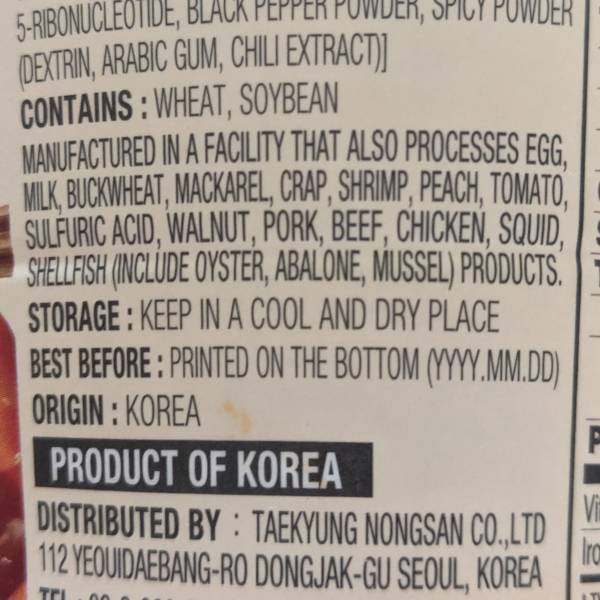 5-RIBONUCLEOTIDE, BLACK PEPPER POWDER, SPICY POWDER
(DEXTRIN, ARABIC GUM, CHILI EXTRACT)]
CONTAINS : WHEAT, SOYBEAN
MANUFACTURED IN A FACILITY THAT ALSO PROCESSES EGG,
MILK, BUCKWHEAT, MACKAREL, CRAP, SHRIMP, PEACH, TOMATO,
SULFURIC ACID, WALNUT, PORK, BEEF, CHICKEN, SQUID,
SHELLFISH (INCLUDE OYSTER, ABALONE, MUSSEL) PRODUCTS.
STORAGE : KEEP IN A COOL AND DRY PLACE
BEST BEFORE : PRINTED ON THE BOTTOM (YYYY.MM.DD)
ORIGIN : KOREA
PRODUCT OF KOREA
DISTRIBUTED BY : TAEKYUNG NONGSAN CO.,LTD
112 YEOUIDAEBANG-RO DONGJAK-GU SEOUL, KOREA